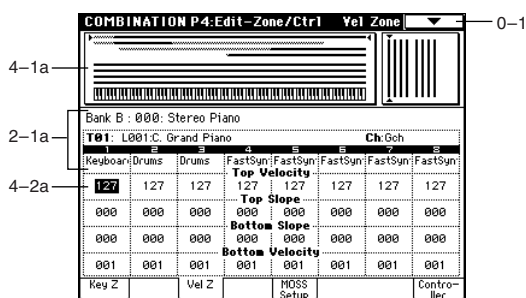 COMBINATION P4:Edit-Zone/Ctrl Vel Zone
0-1
4-1a
Bank B : 000: Stereo Piano
2-1a
T01: L001:C. Grand Piano Ch:Gch
1 2 3 4 5 6 7 8
Keyboar Drums Drums FastSyn FastSyn FastSyn FastSyn FastSyn
Top Velocity
4-2a
127 127 127 127 127 127 127 127
Top Slope
000 000 000 000 000 000 000 000
Bottom Slope
000 000 000 000 000 000 000 000
Bottom Velocity
001 001 001 001 001 001 001 001
Key Z Vel Z MOSS Setup Contro-ller